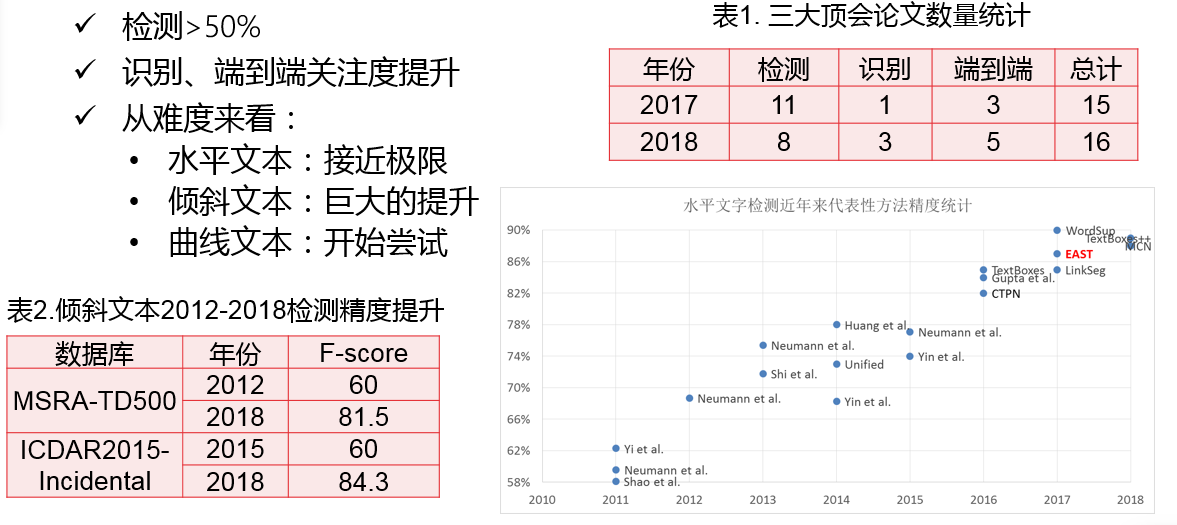 ✓ 检测>50%
✓ 识别、端到端关注度提升
✓ 从难度来看：
• 水平文本：接近极限
• 倾斜文本：巨大的提升
• 曲线文本：开始尝试
表1. 三大顶会论文数量统计
年份 检测 识别 端到端 总计
2017 11 1 3 15
2018 8 3 5 16
表2.倾斜文本2012-2018检测精度提升
数据库 年份 F-score
MSRA-TD500 2012 60
2018 81.5
ICDAR2015-
Incidental
2015 60
2018 84.3
水平文字检测近年来代表性方法精度统计
90%
86%
82%
78%
74%
70%
66%
62%
58%
WordSup
TextBoxes++
MCN
EAST
LinkSeg
TextBoxes
Gupta et al.
CTPN
Huang et al.
Neumann et al.
Neumann et al.
Yin et al.
Unified
Shi et al.
Neumann et al.
Yin et al.
Yi et al.
Neumann et al.
Shao et al.
2010 2011 2012 2013 2014 2015 2016 2017 2018